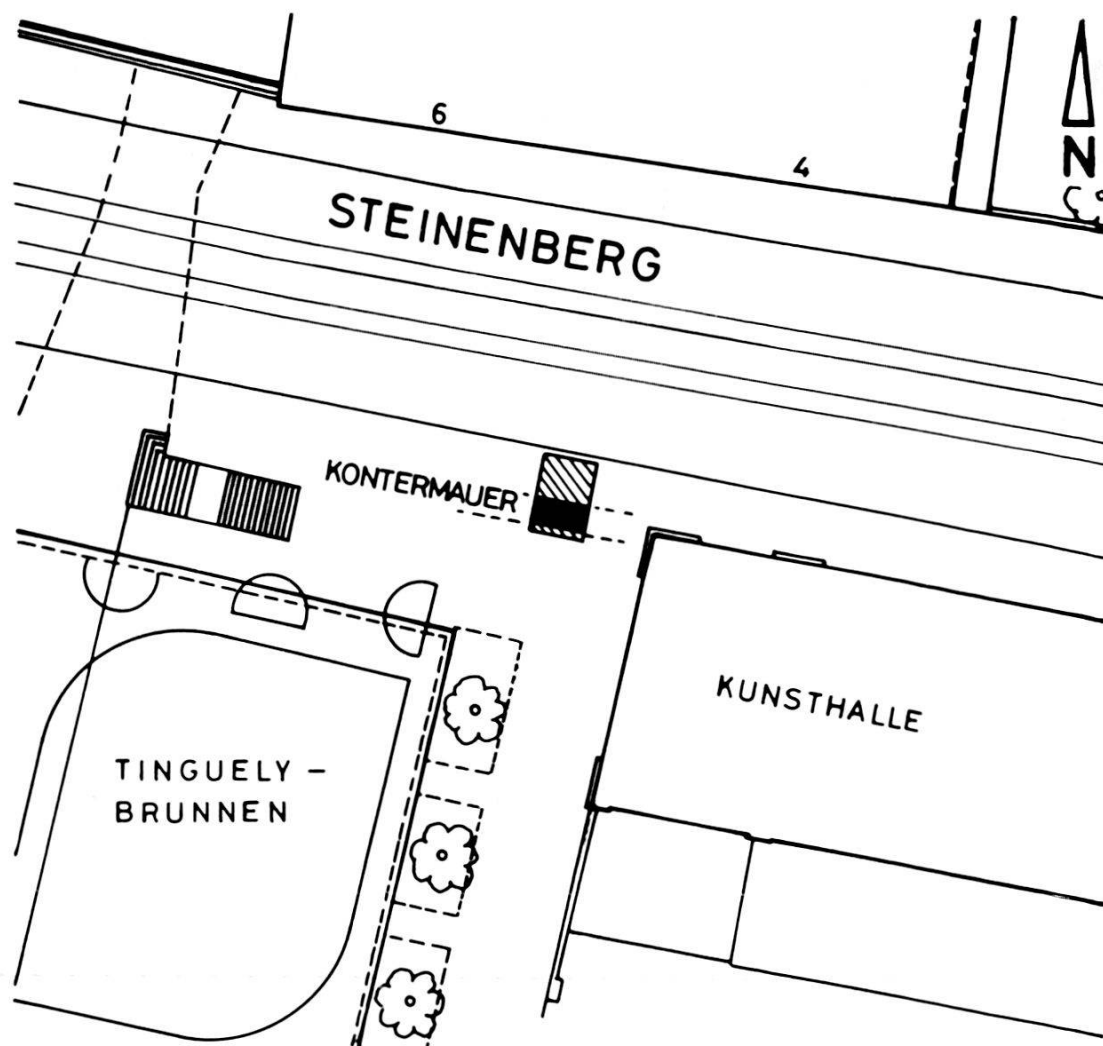 6
4
N
STEINENBERG
KONTERMAUER
KUNSTHALLE
TINGUELY –
BRUNNEN